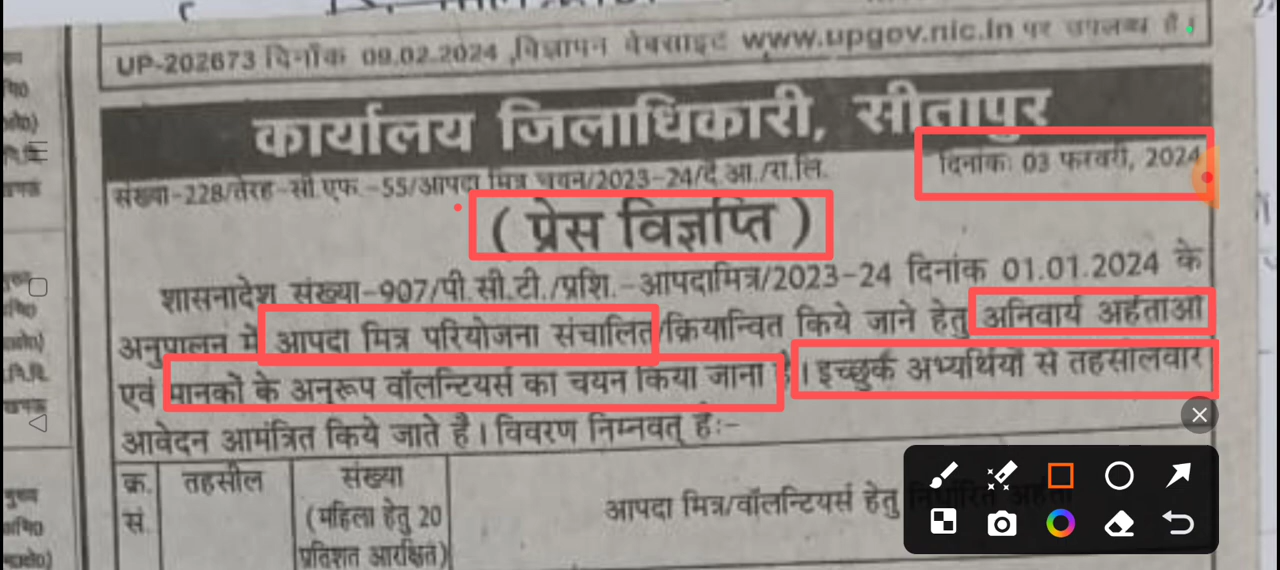 UP-202673 दिनाँक 09.02.2024 ,विज्ञापन वेबसाइट www.upgov.nic.in पर उपलब्ध है।
कार्यालय जिलाधिकारी, सीतापुर
दिनांकः 03 फरवरी, 2024
संख्या-228/तेरह-सी.एफ.-55/आपदा मित्र चयन/2023-24/दै.आ./रा.लि.
( प्रेस विज्ञप्ति )
शासनादेश संख्या-907/पी.सी.टी./प्रशि.-आपदामित्र/2023-24 दिनांक 01.01.2024 के
अनुपालन में आपदा मित्र परियोजना संचालित/क्रियान्वित किये जाने हेतु अनिवार्य अर्हताओं
एवं मानकों के अनुरूप वॉलन्टियर्स का चयन किया जाना है। इच्छुक अभ्यर्थियों से तहसीलवार
आवेदन आमंत्रित किये जाते है। विवरण निम्नवत् हैः-
क्र. सं.
तहसील
संख्या
(महिला हेतु 20
प्रतिशत आरक्षित)
आपदा मित्र/वॉलन्टियर्स हेतु निर्धारित अर्हता